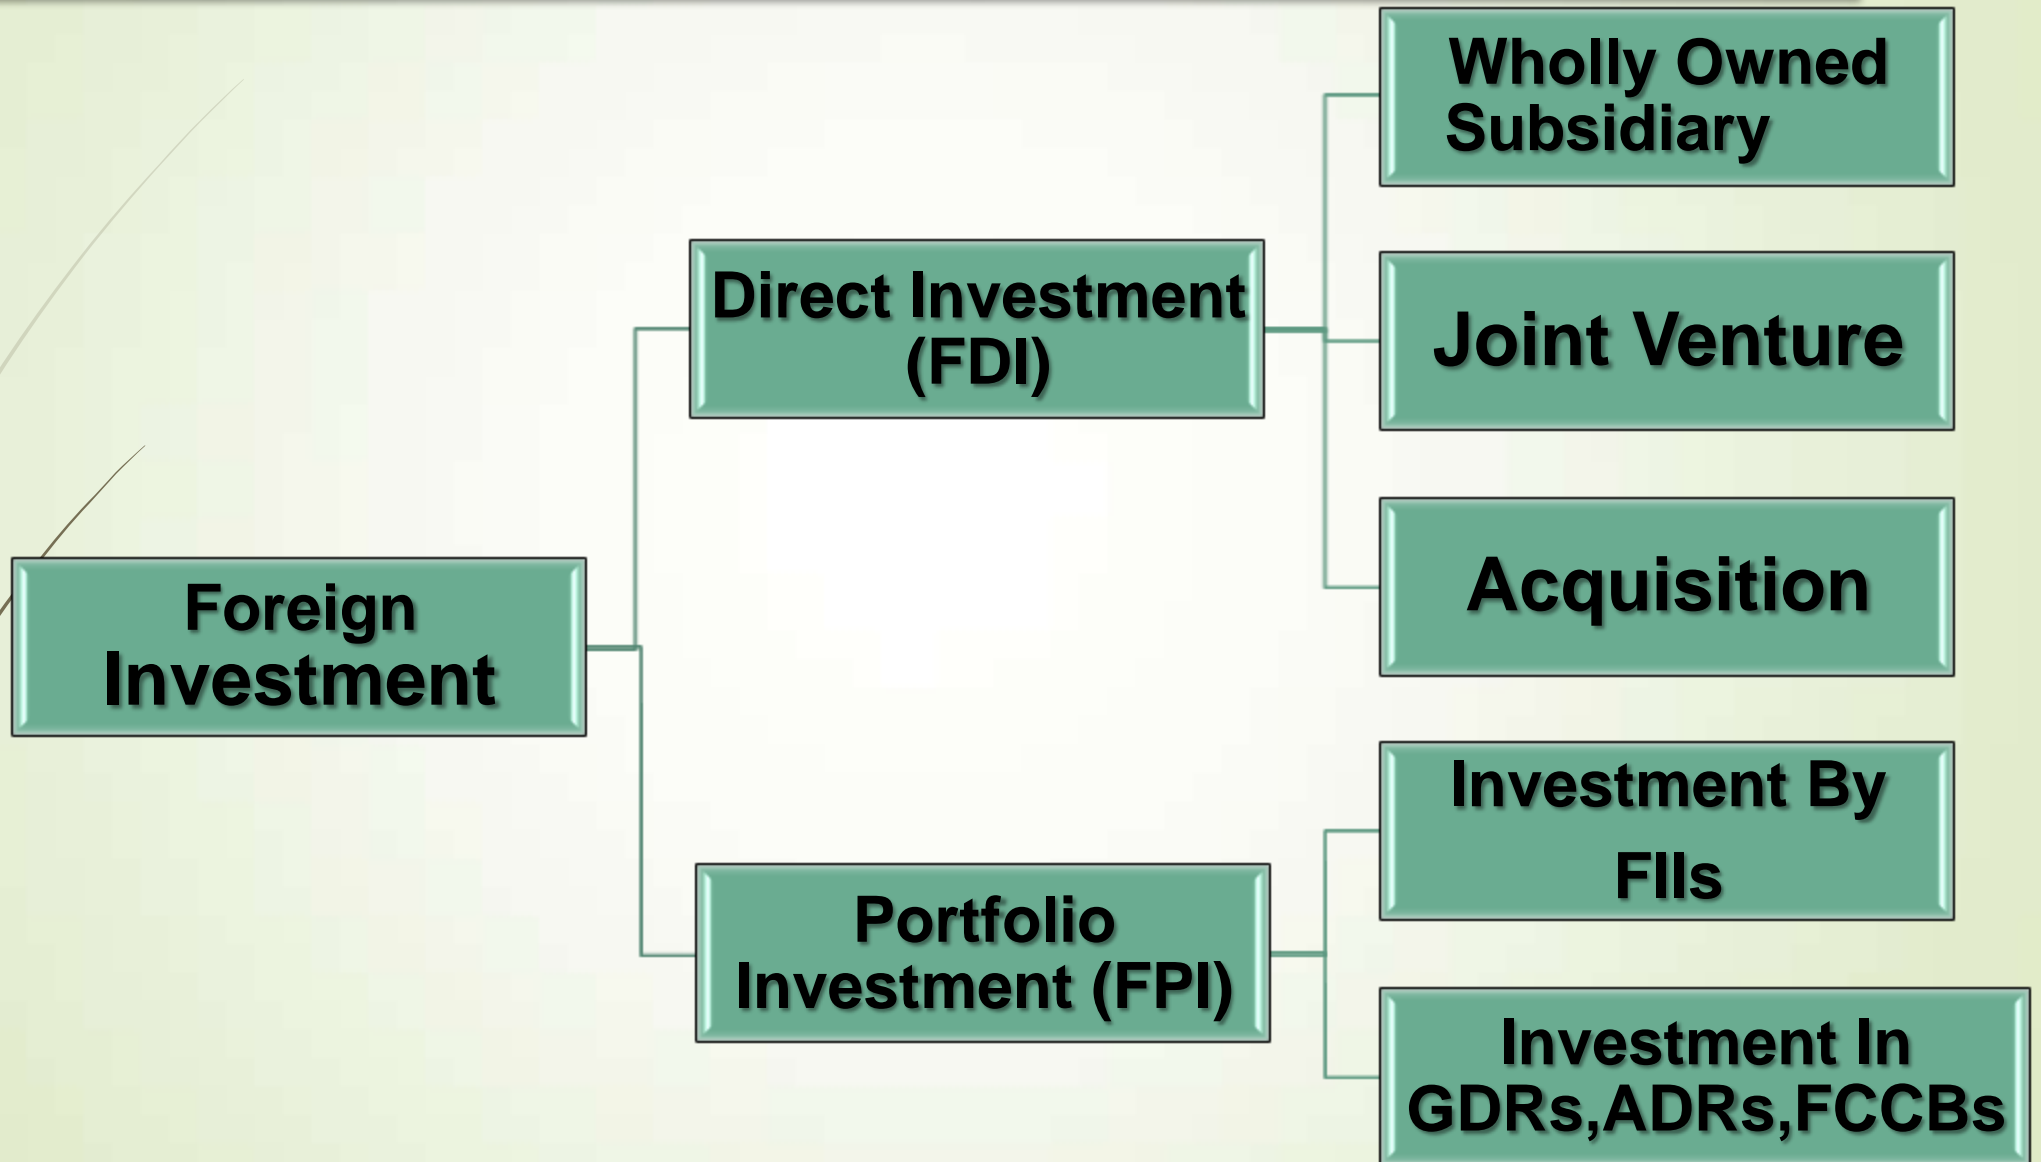 Wholly Owned
Subsidiary
Direct Investment
(FDI)
Joint Venture
Acquisition
Foreign
Investment
Investment By
FIIs
Portfolio
Investment (FPI)
Investment In
GDRs,ADRs,FCCBs